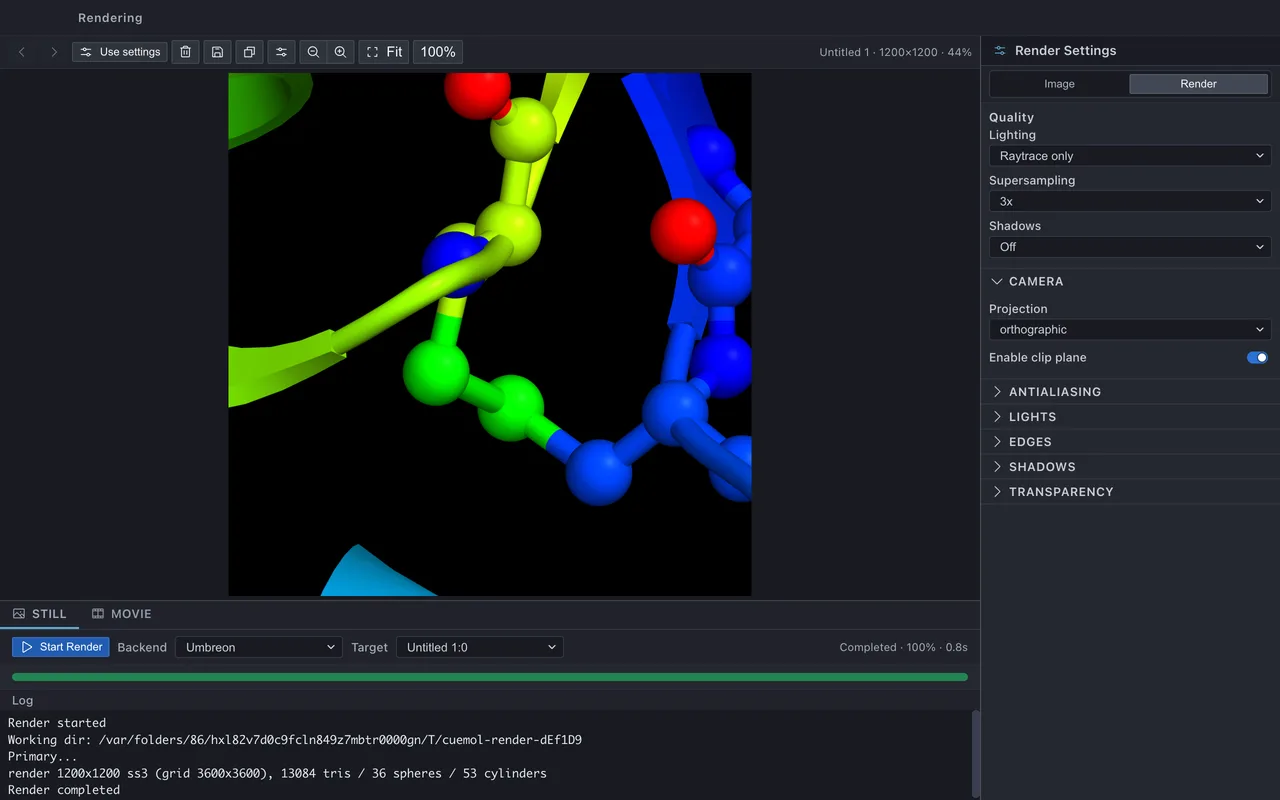 Rendering
Use settings
Fit
100%
Untitled 1 · 1200×1200 · 44%
Render Settings
Image
Render
Quality
Lighting
Raytrace only
Supersampling
3x
Shadows
Off
CAMERA
Projection
orthographic
Enable clip plane
ANTIALIASING
LIGHTS
EDGES
SHADOWS
TRANSPARENCY
STILL
MOVIE
Start Render
Backend
Umbreon
Target
Untitled 1:0
Completed · 100% · 0.8s
Log
Render started
Working dir: /var/folders/86/hxl82v7d0c9fcln849z7mbtr0000gn/T/cuemol-render-dEf1D9
Primary...
render 1200x1200 ss3 (grid 3600x3600), 13084 tris / 36 spheres / 53 cylinders
Render completed